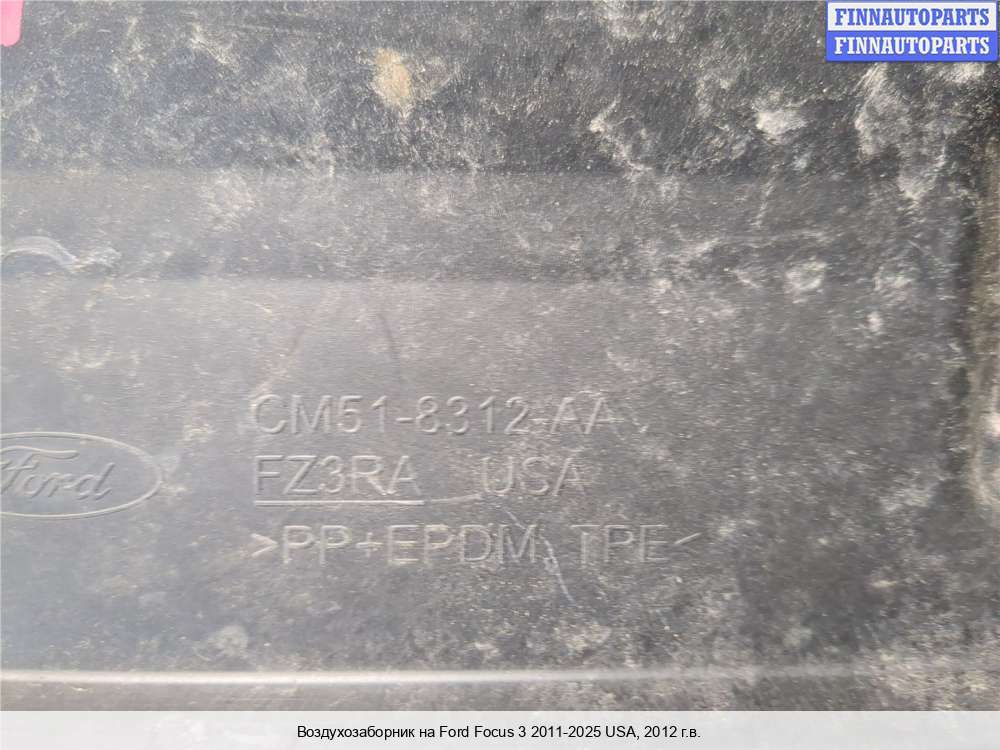 FINNAUTOPARTS
FINNAUTOPARTS
CM51-8312-AA
Ford
FZ3RA USA
>PP+EPDM, TPE<
Воздухозаборник на Ford Focus 3 2011-2025 USA, 2012 г.в.